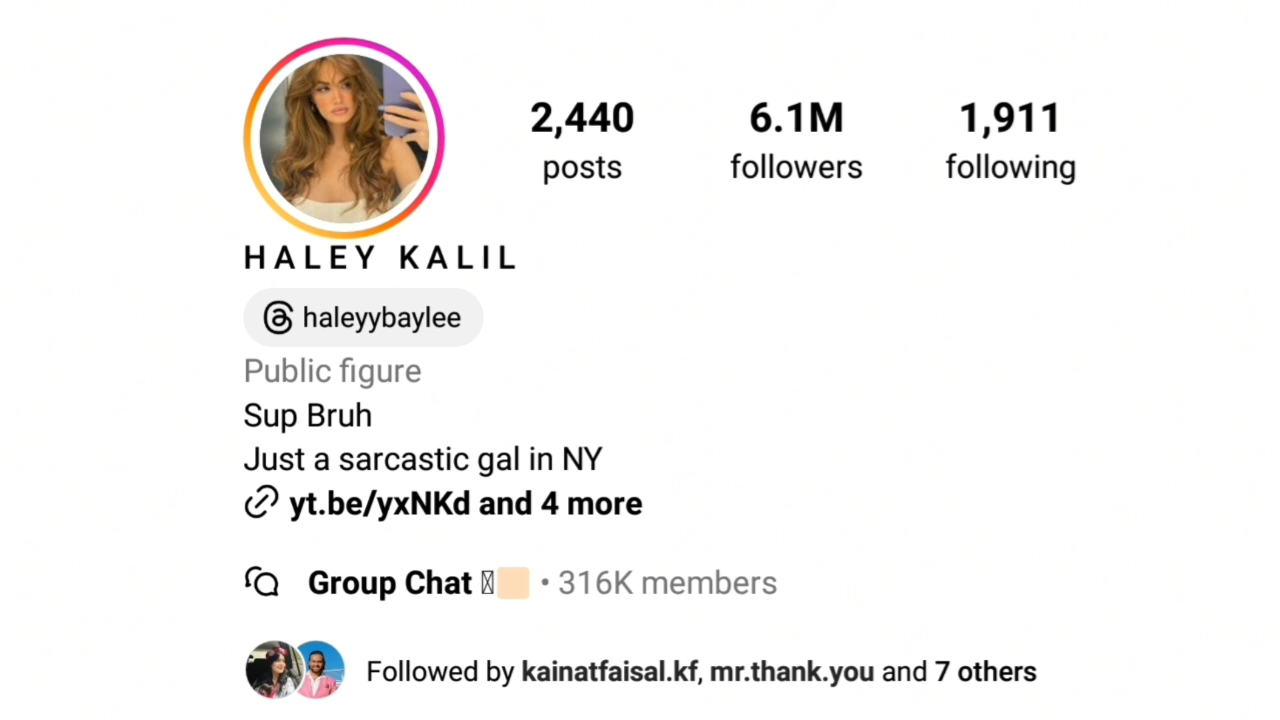 2,440 6.1M 1,911
posts followers following
HALEY KALIL
haleyybaylee
Public figure
Sup Bruh
Just a sarcastic gal in NY
yt.be/yxNKd and 4 more
Group Chat • 316K members
Followed by kainatfaisal.kf, mr.thank.you and 7 others